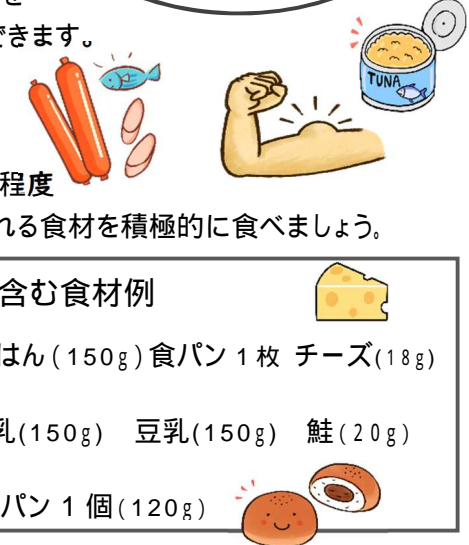 を
できます。
TUNA
程度
れる食材を積極的に食べましょう。
含む食材例
はん(150g)食パン1枚 チーズ(18g)
乳(150g) 豆乳(150g) 鮭(20g)
パン1個(120g)